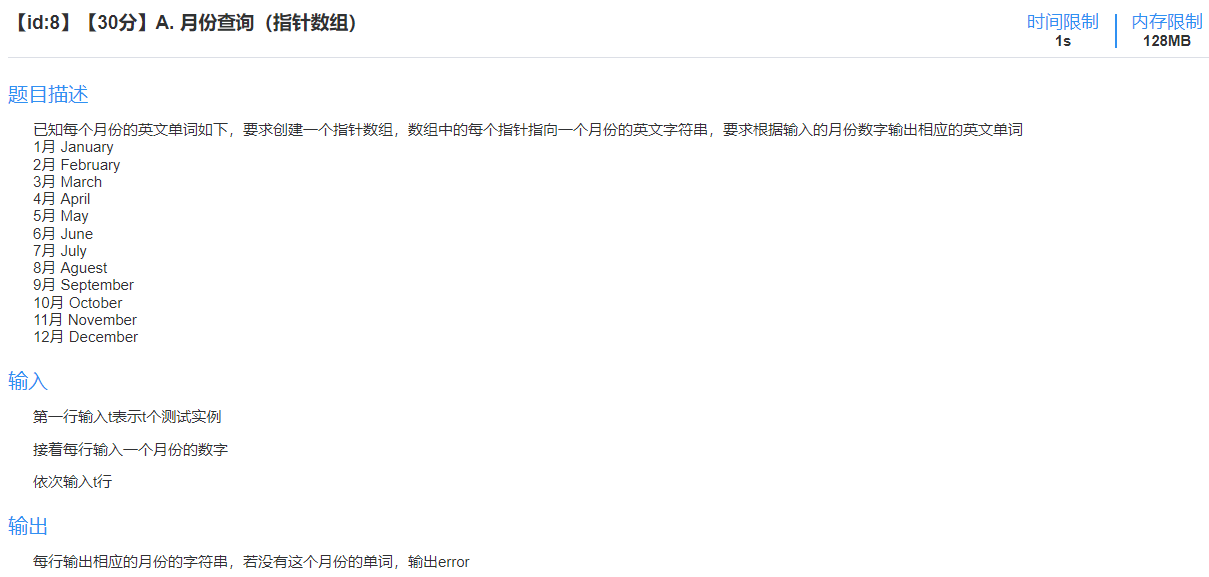 【id:8】【30分】A. 月份查询（指针数组）
时间限制
1s
内存限制
128MB
题目描述
已知每个月份的英文单词如下，要求创建一个指针数组，数组中的每个指针指向一个月份的英文字符串，要求根据输入的月份数字输出相应的英文单词
1月 January
2月 February
3月 March
4月 April
5月 May
6月 June
7月 July
8月 Aguest
9月 September
10月 October
11月 November
12月 December
输入
第一行输入t表示t个测试实例
接着每行输入一个月份的数字
依次输入t行
输出
每行输出相应的月份的字符串，若没有这个月份的单词，输出error